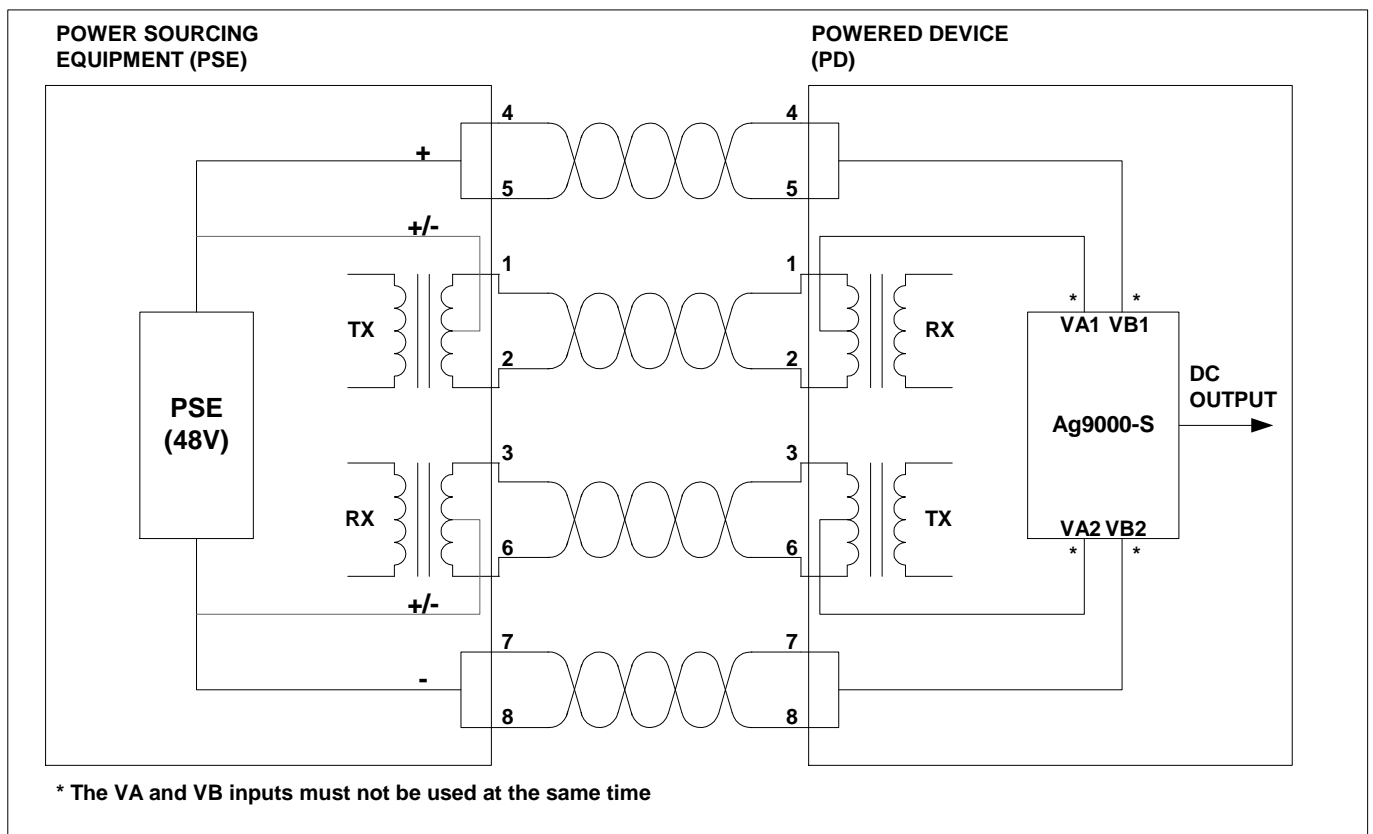 POWER SOURCING
EQUIPMENT (PSE)
POWERED DEVICE
(PD)
4
4
+
5
5
+/-
1
1
* *
TX
RX
VA1 VB1
2
2
DC
OUTPUT
PSE
(48V)
Ag9000-S
3
3
RX
TX
VA2 VB2
6
6
* *
+/-
7
7
-
8
8
* The VA and VB inputs must not be used at the same time